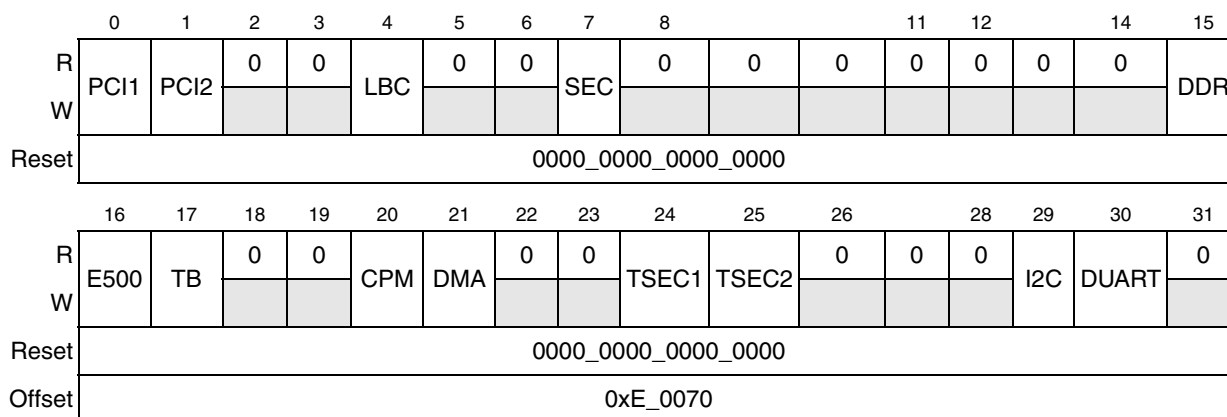 0 1 2 3 4 5 6 7 8 11 12 14 15
R PCI1 PCI2 0 0 LBC 0 0 SEC 0 0 0 0 0 0 0 DDR
W
Reset 0000_0000_0000_0000
16 17 18 19 20 21 22 23 24 25 26 28 29 30 31
R E500 TB 0 0 CPM DMA 0 0 TSEC1 TSEC2 0 0 0 I2C DUART 0
W
Reset 0000_0000_0000_0000
Offset 0xE_0070